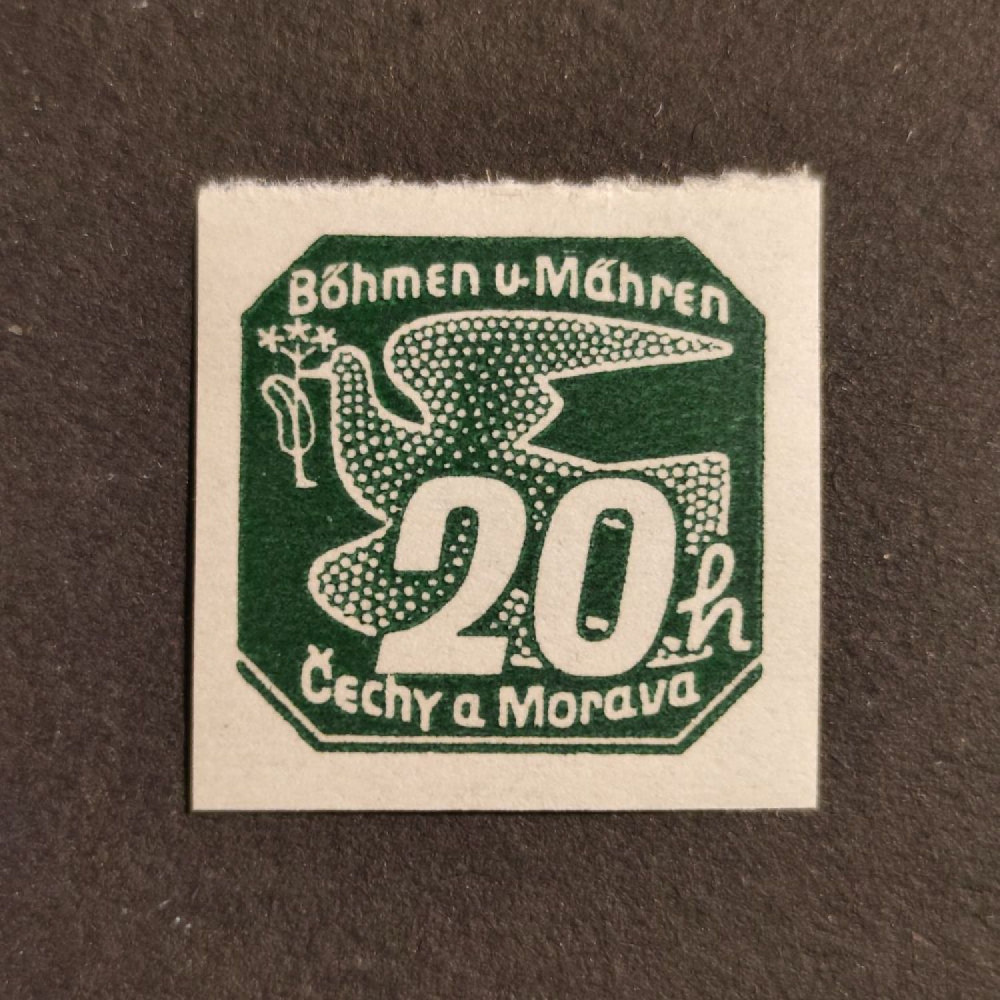 Böhmen u. Mähren
20 h
Čechy a Morava